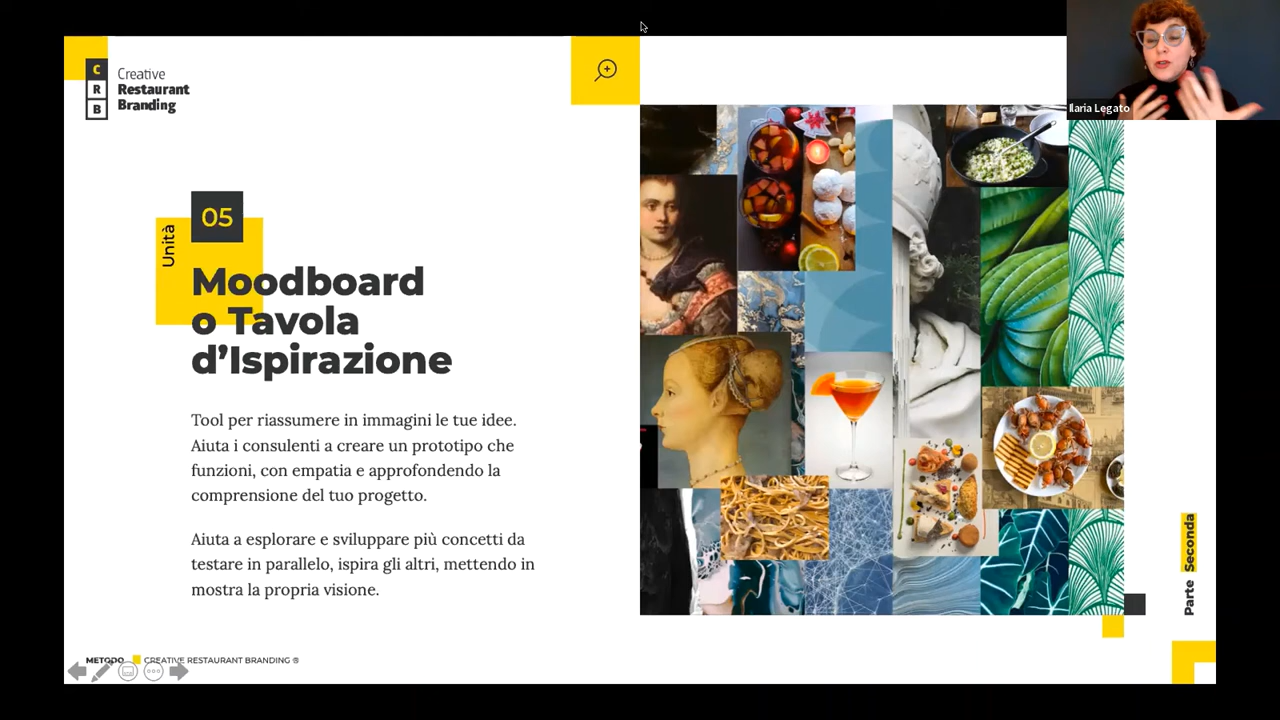 Ilaria Legato
C
R
B
Creative
Restaurant
Branding
Unità
05
Moodboard
o Tavola
d’Ispirazione
Tool per riassumere in immagini le tue idee.
Aiuta i consulenti a creare un prototipo che
funzioni, con empatia e approfondendo la
comprensione del tuo progetto.
Aiuta a esplorare e sviluppare più concetti da
testare in parallelo, ispira gli altri, mettendo in
mostra la propria visione.
Parte Seconda
METODO CREATIVE RESTAURANT BRANDING ®